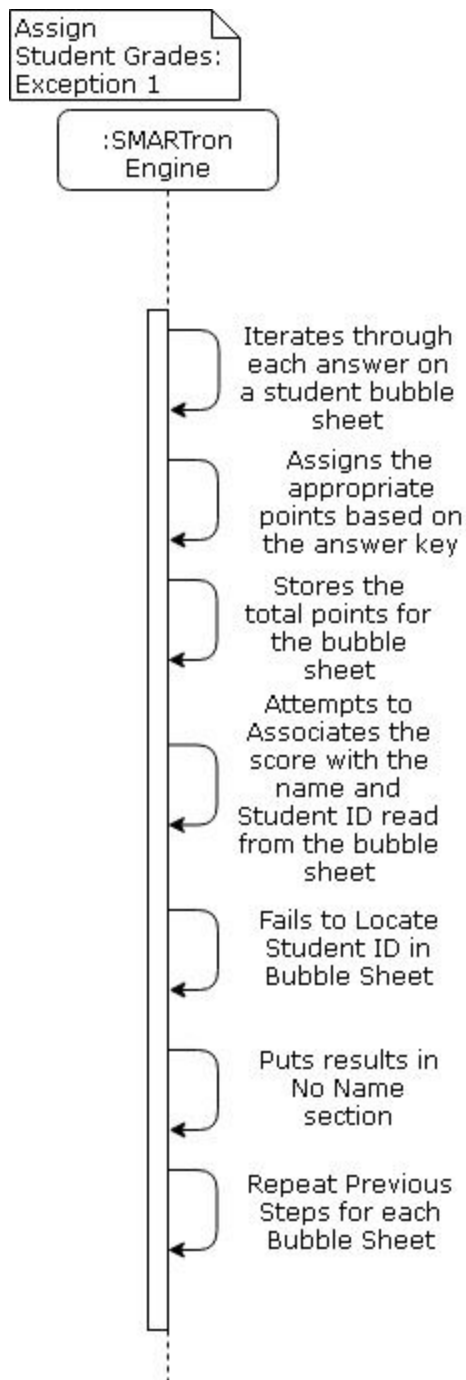 Assign
Student Grades:
Exception 1
:SMARTron
Engine
Iterates through
each answer on
a student bubble
sheet
Assigns the
appropriate
points based on
the answer key
Stores the
total points for
the bubble
sheet
Attempts to
Associates the
score with the
name and
Student ID read
from the bubble
sheet
Fails to Locate
Student ID in
Bubble Sheet
Puts results in
No Name
section
Repeat Previous
Steps for each
Bubble Sheet